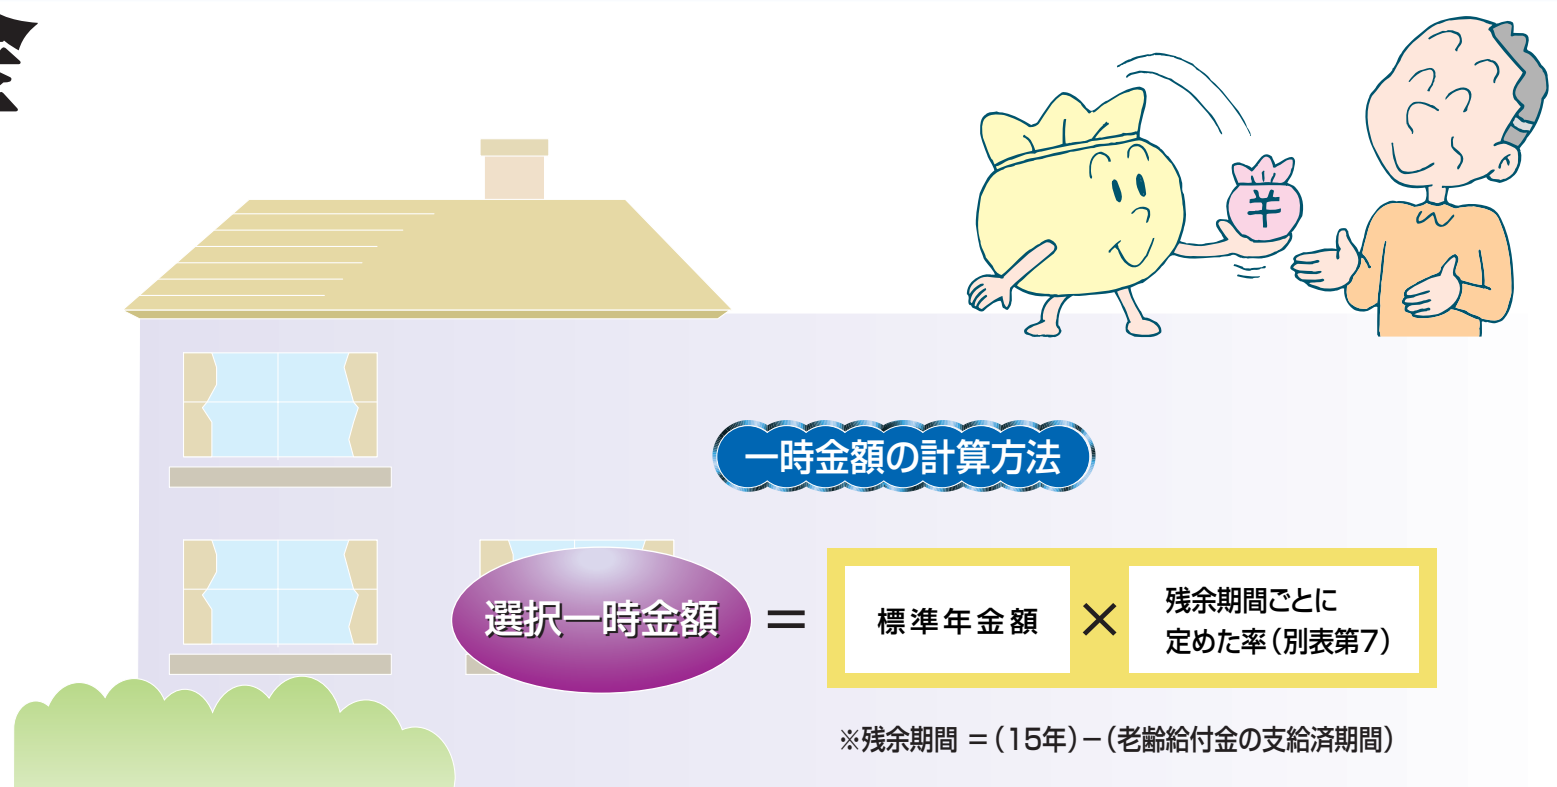 ¥
一時金額の計算方法
選択一時金額 = 標準年金額 × 残余期間ごとに
定めた率(別表第7)
※残余期間 =(15年)−(老齢給付金の支給済期間)